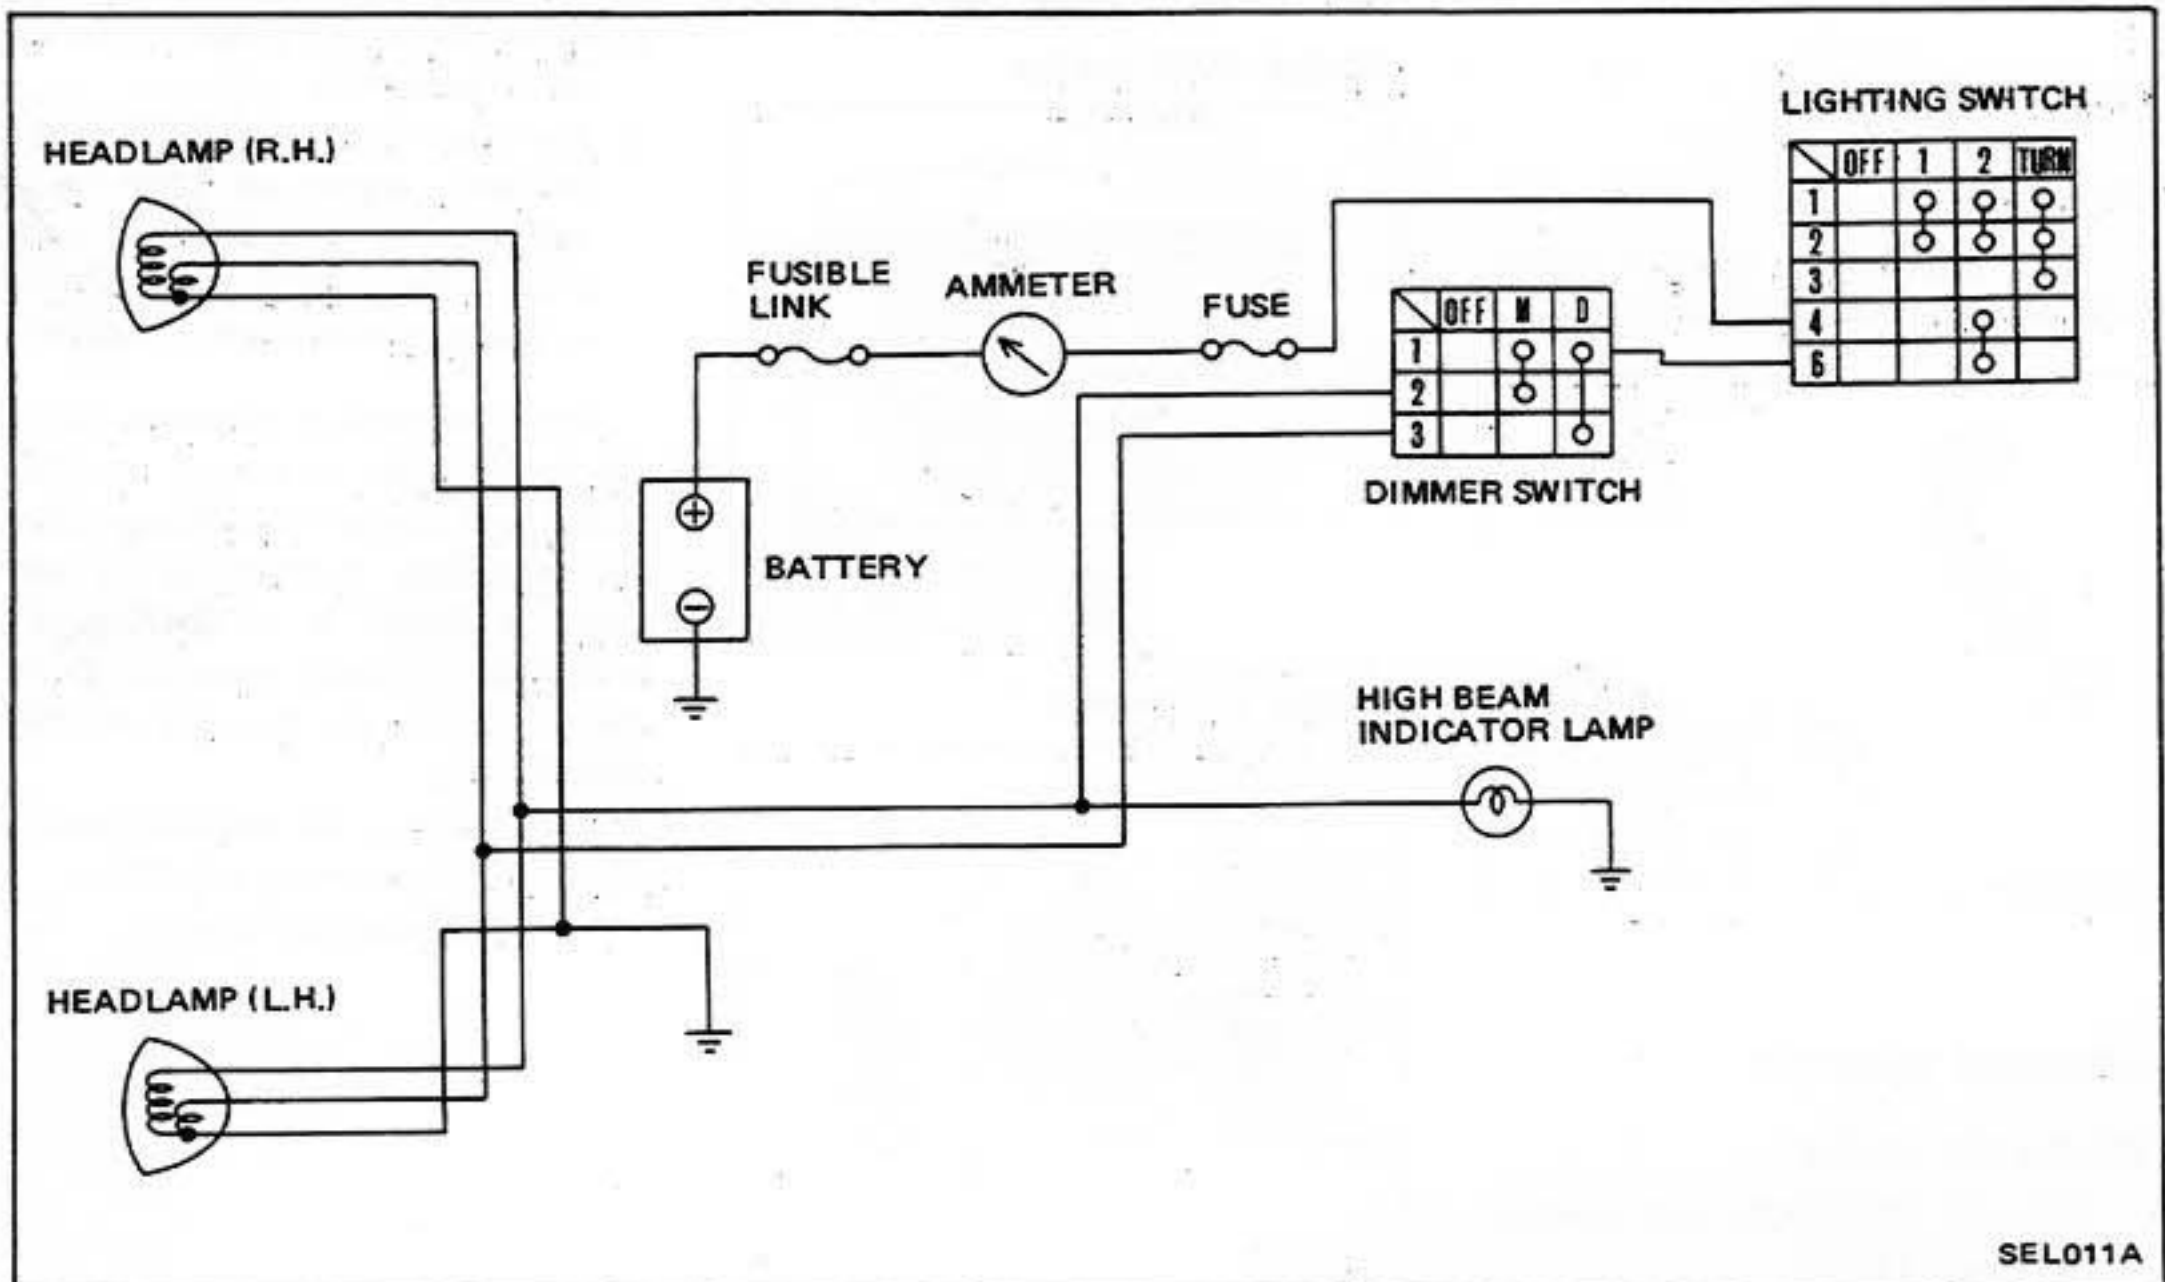 LIGHTING SWITCH
OFF 1 2 TURN
1
2
3
4
6
HEADLAMP (R.H.)
FUSIBLE
LINK
AMMETER
FUSE
OFF M D
1
2
3
DIMMER SWITCH
+
BATTERY
−
HIGH BEAM
INDICATOR LAMP
HEADLAMP (L.H.)
SEL011A